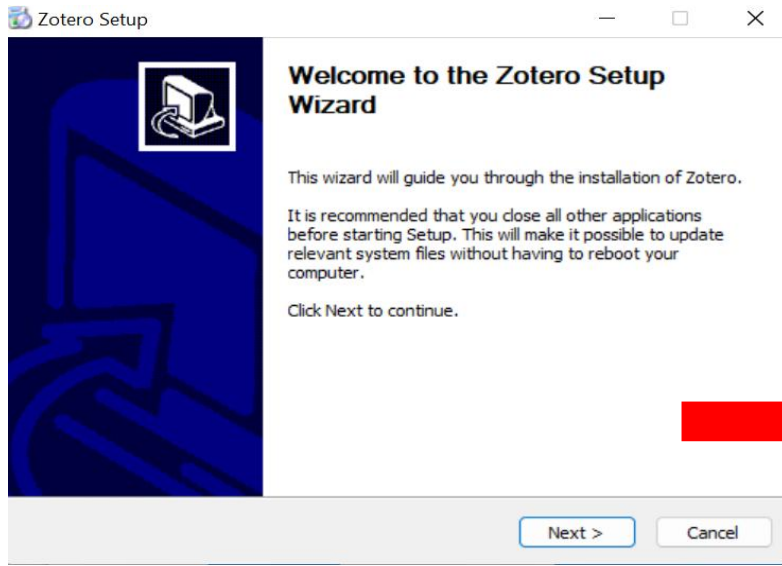 Zotero Setup
Welcome to the Zotero Setup
Wizard
This wizard will guide you through the installation of Zotero.
It is recommended that you close all other applications
before starting Setup. This will make it possible to update
relevant system files without having to reboot your
computer.
Click Next to continue.
Next >
Cancel